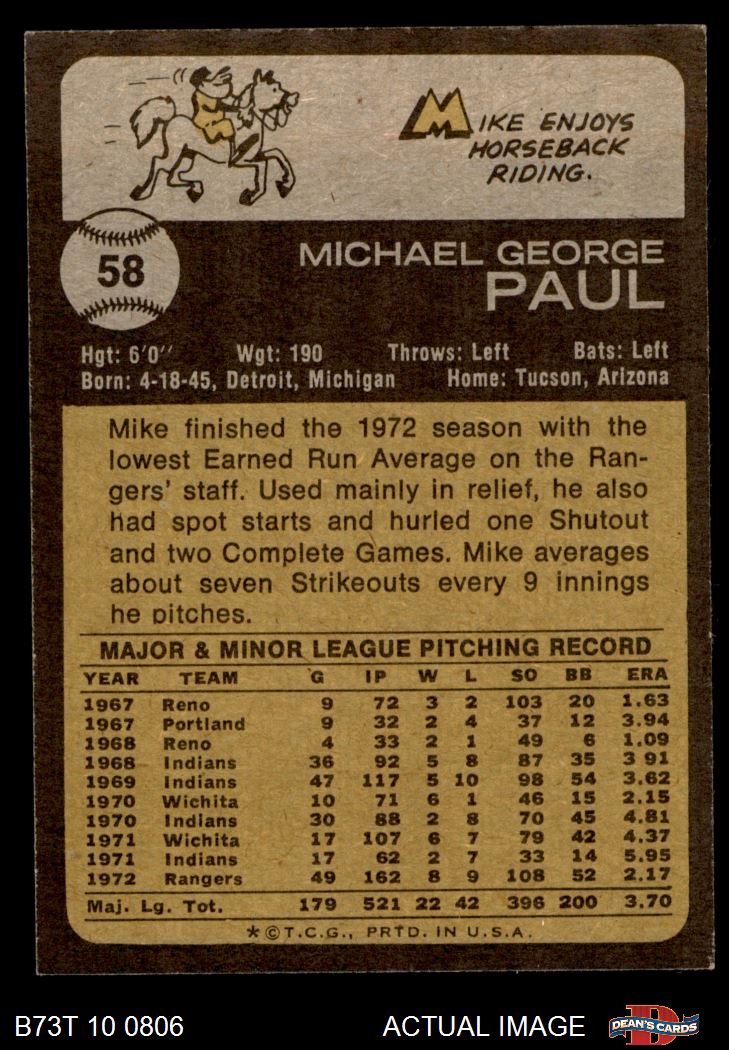 MIKE ENJOYS
HORSEBACK
RIDING.
58
MICHAEL GEORGE
PAUL
Hgt: 6'0" Wgt: 190 Throws: Left Bats: Left
Born: 4-18-45, Detroit, Michigan Home: Tucson, Arizona
Mike finished the 1972 season with the
lowest Earned Run Average on the Ran-
gers' staff. Used mainly in relief, he also
had spot starts and hurled one Shutout
and two Complete Games. Mike averages
about seven Strikeouts every 9 innings
he pitches.
MAJOR & MINOR LEAGUE PITCHING RECORD
YEAR TEAM G IP W L SO BB ERA
1967 Reno 9 72 3 2 103 20 1.63
1967 Portland 9 32 2 4 37 12 3.94
1968 Reno 4 33 2 1 49 6 1.09
1968 Indians 36 92 5 8 87 35 3 91
1969 Indians 47 117 5 10 98 54 3.62
1970 Wichita 10 71 6 1 46 15 2.15
1970 Indians 30 88 2 8 70 45 4.81
1971 Wichita 17 107 6 7 79 42 4.37
1971 Indians 17 62 2 7 33 14 5.95
1972 Rangers 49 162 8 9 108 52 2.17
Maj. Lg. Tot. 179 521 22 42 396 200 3.70
*©T.C.G., PRTD. IN U.S.A.
B73T 10 0806 ACTUAL IMAGE DEAN'S CARDS